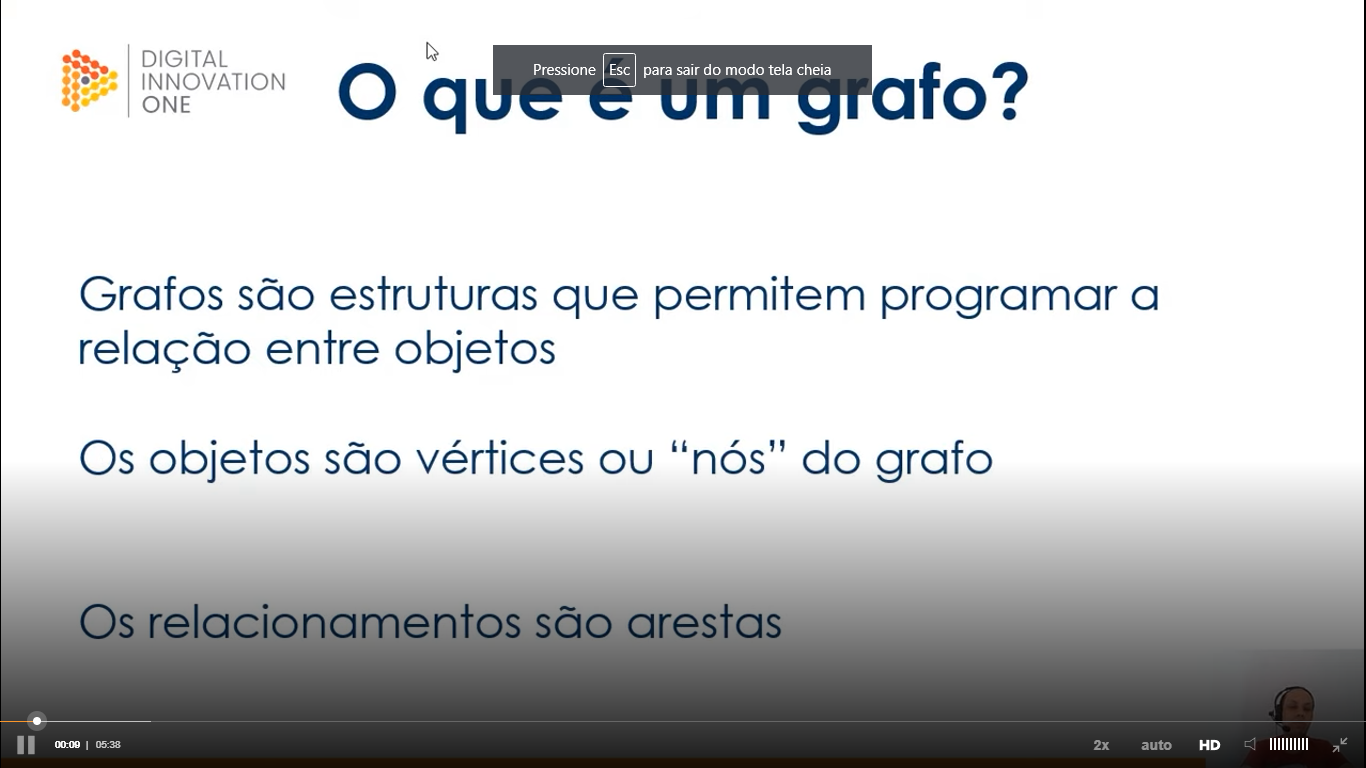 DIGITAL
INNOVATION
ONE
Pressione Esc para sair do modo tela cheia
O que é um grafo?
Grafos são estruturas que permitem programar a
relação entre objetos
Os objetos são vértices ou “nós” do grafo
Os relacionamentos são arestas
00:09 | 05:38
2x auto HD